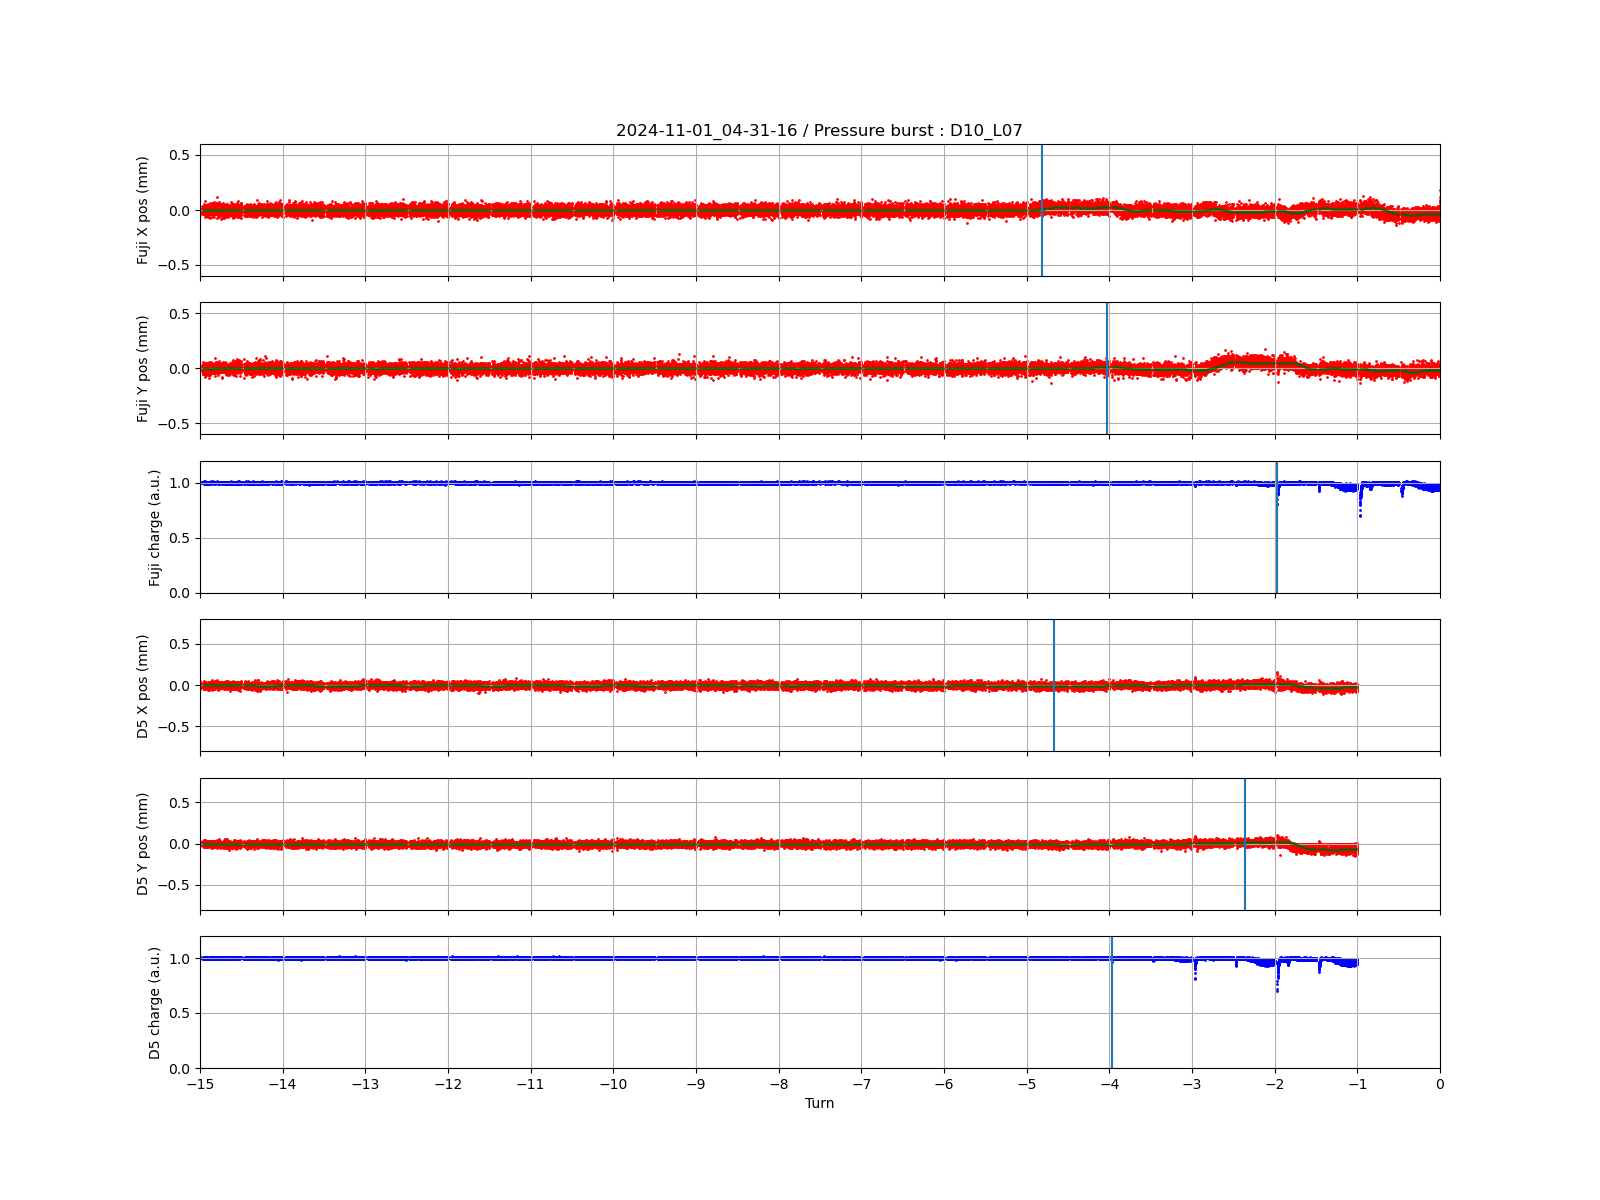 2024-11-01_04-31-16 / Pressure burst : D10_L07
Fuji X pos (mm)
0.5
0.0
−0.5
Fuji Y pos (mm)
0.5
0.0
−0.5
Fuji charge (a.u.)
1.0
0.5
0.0
D5 X pos (mm)
0.5
0.0
−0.5
D5 Y pos (mm)
0.5
0.0
−0.5
D5 charge (a.u.)
1.0
0.5
0.0
−15 −14 −13 −12 −11 −10 −9 −8 −7 −6 −5 −4 −3 −2 −1 0
Turn